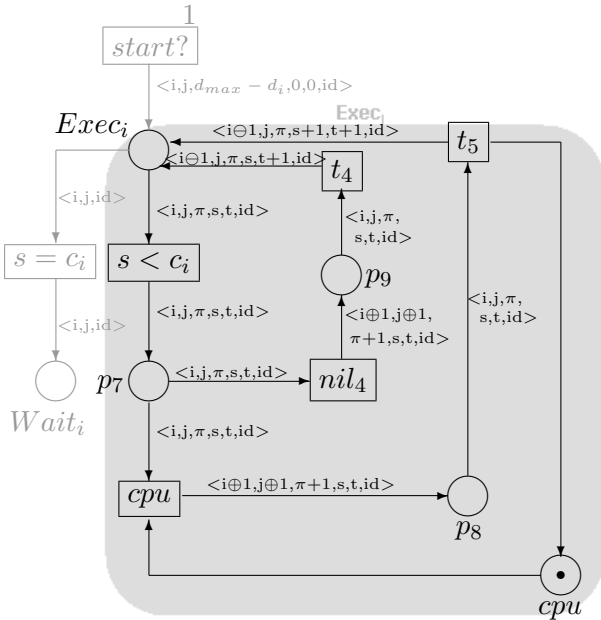 1
start?
<i,j,d_max − d_i,0,0,id>
Exec_i
Exec_i
<i⊖1,j,π,s+1,t+1,id>
t_5
<i⊖1,j,π,s,t+1,id>
t_4
<i,j,id>
<i,j,π,s,t,id>
<i,j,π,
s,t,id>
s = c_i
s < c_i
p_9
<i,j,π,
s,t,id>
<i,j,id>
<i,j,π,s,t,id>
<i⊕1,j⊕1,
π+1,s,t,id>
p_7
<i,j,π,s,t,id>
nil_4
Wait_i
<i,j,π,s,t,id>
cpu
<i⊕1,j⊕1,π+1,s,t,id>
p_8
cpu